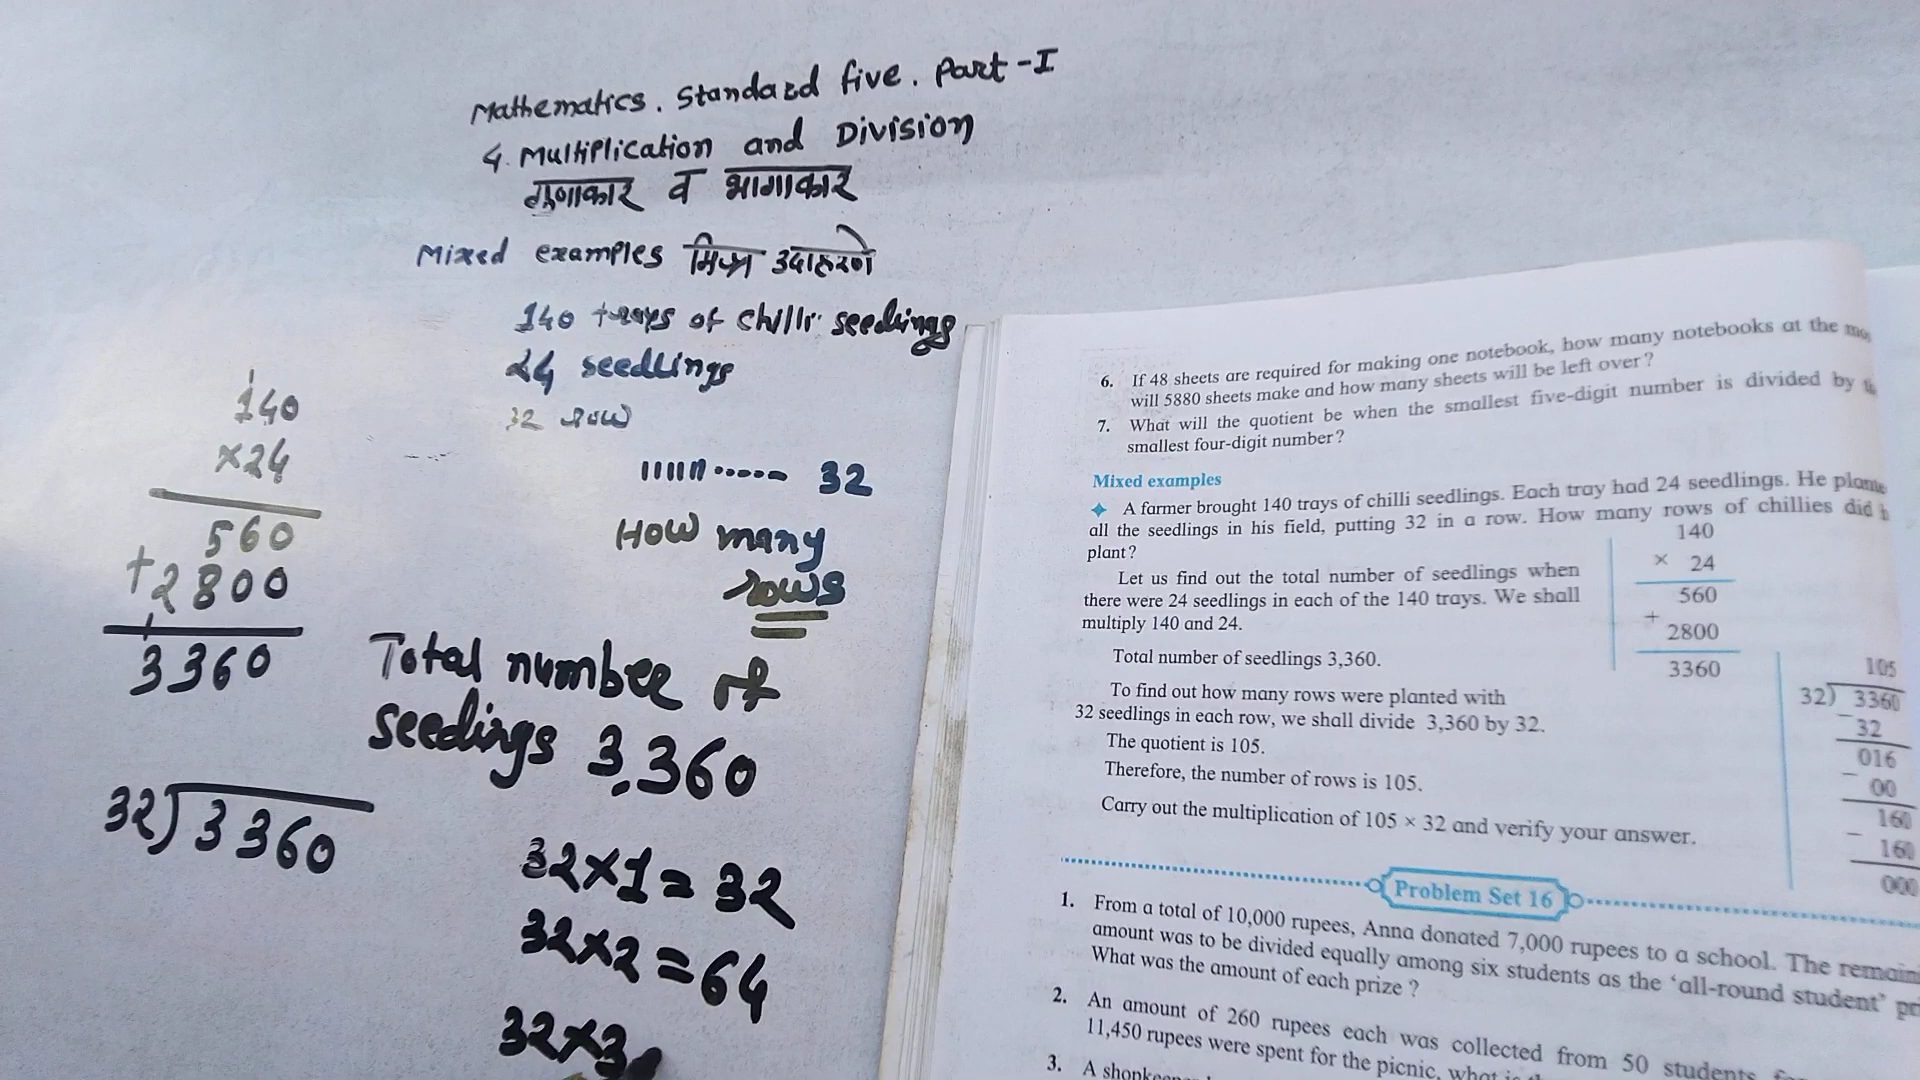 Mathematics. Standard five. Part-I
4. Multiplication and Division
गुणाकार व भागाकार
Mixed examples मिश्र उदाहरणे
140 trays of chilli seedlings
24 seedlings
32 row
32
How many
rows
140
×24
560
+2800
3360
Total number of
seedings 3,360
32)3360
32×1=32
32×2=64
32×3
6. If 48 sheets are required for making one notebook, how many notebooks at the
will 5880 sheets make and how many sheets will be left over?
7. What will the quotient be when the smallest five-digit number is divided by
smallest four-digit number?
Mixed examples
A farmer brought 140 trays of chilli seedlings. Each tray had 24 seedlings. He
all the seedlings in his field, putting 32 in a row. How many rows of chillies did
plant?
Let us find out the total number of seedlings when
there were 24 seedlings in each of the 140 trays. We shall
multiply 140 and 24.
Total number of seedlings 3,360.
To find out how many rows were planted with
32 seedlings in each row, we shall divide 3,360 by 32.
The quotient is 105.
Therefore, the number of rows is 105.
Carry out the multiplication of 105 × 32 and verify your answer.
140
× 24
560
+
2800
3360
105
32) 3360
− 32
016
− 00
160
− 160
000
Problem Set 16
1. From a total of 10,000 rupees, Anna donated 7,000 rupees to a school. The
amount was to be divided equally among six students as the 'all-round student'
What was the amount of each prize ?
2. An amount of 260 rupees each was collected from 50 students
11,450 rupees were spent for the picnic, what is
3. A